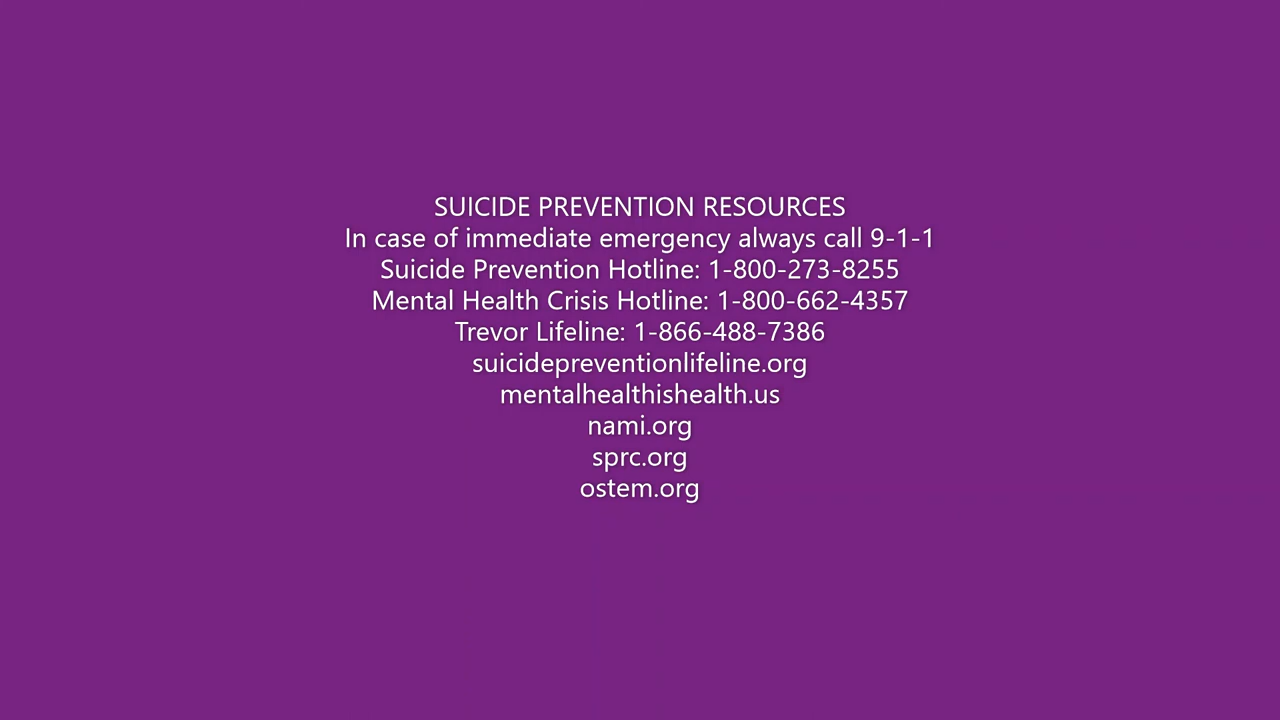 SUICIDE PREVENTION RESOURCES
In case of immediate emergency always call 9-1-1
Suicide Prevention Hotline: 1-800-273-8255
Mental Health Crisis Hotline: 1-800-662-4357
Trevor Lifeline: 1-866-488-7386
suicidepreventionlifeline.org
mentalhealthishealth.us
nami.org
sprc.org
ostem.org